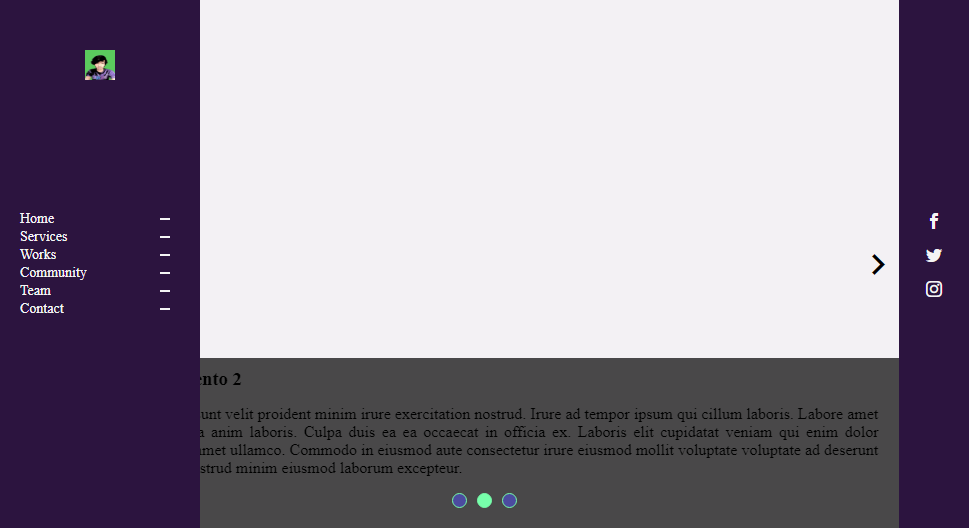 Home
Services
Works
Community
Team
Contact
ento 2
unt velit proident minim irure exercitation nostrud. Irure ad tempor ipsum qui cillum laboris. Labore amet
a anim laboris. Culpa duis ea ea occaecat in officia ex. Laboris elit cupidatat veniam qui enim dolor
amet ullamco. Commodo in eiusmod aute consectetur irure eiusmod mollit voluptate voluptate ad deserunt
strud minim eiusmod laborum excepteur.